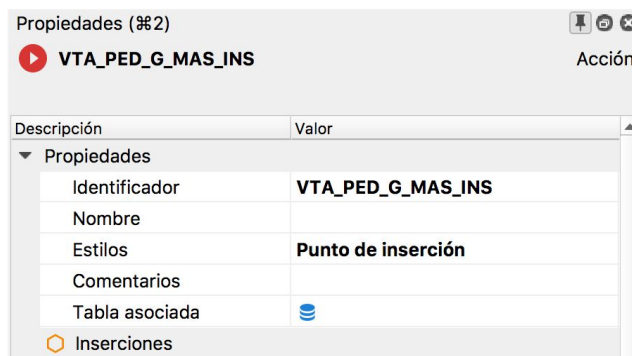 Propiedades (⌘2)
VTA_PED_G_MAS_INS Acción
Descripción Valor
Propiedades
Identificador VTA_PED_G_MAS_INS
Nombre
Estilos Punto de inserción
Comentarios
Tabla asociada
Inserciones